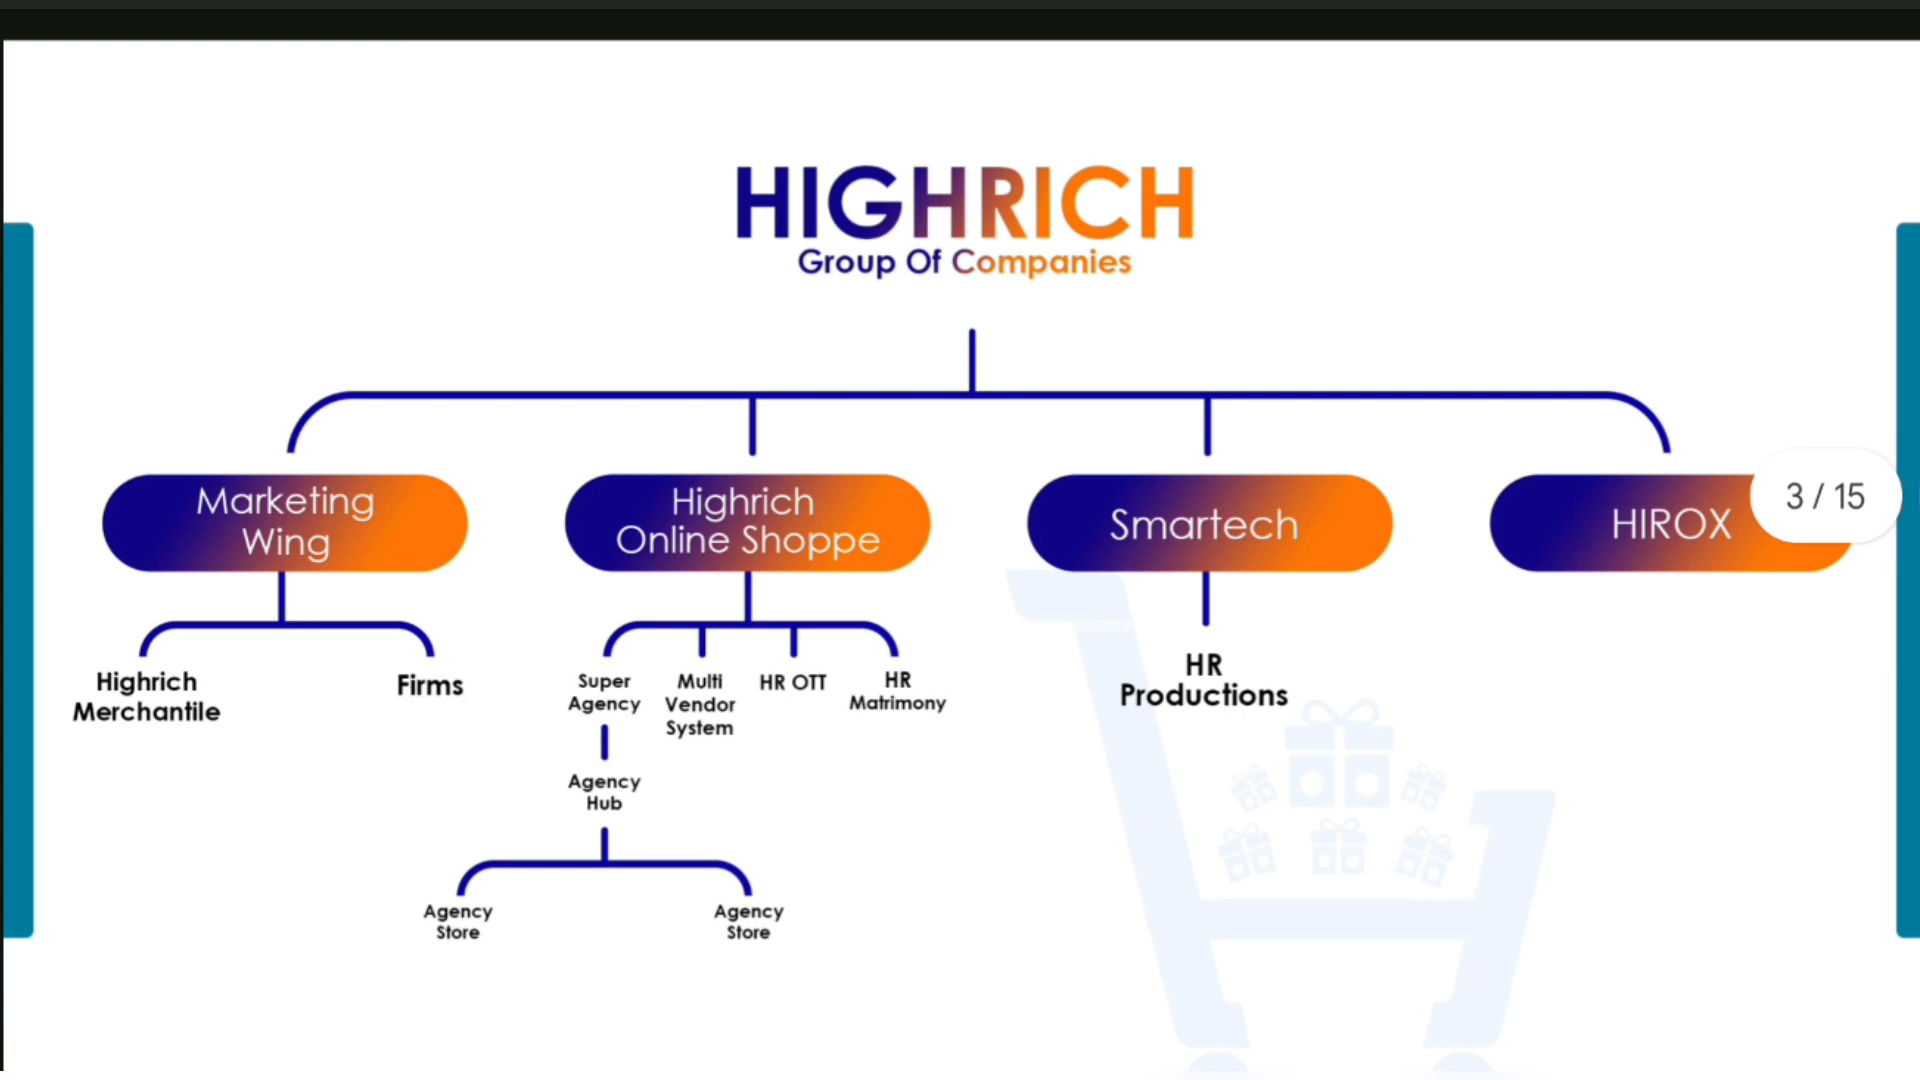 HIGHRICH
Group Of Companies
Marketing
Wing
Highrich
Online Shoppe
Smartech
HIROX
3 / 15
Highrich
Merchantile
Firms
Super
Agency
Multi
Vendor
System
HR OTT
HR
Matrimony
HR
Productions
Agency
Hub
Agency
Store
Agency
Store